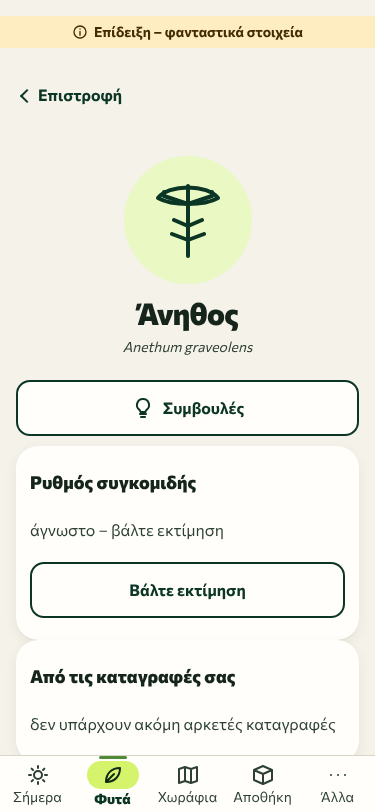 Επίδειξη – φανταστικά στοιχεία
Επιστροφή
Άνηθος
Anethum graveolens
Συμβουλές
Ρυθμός συγκομιδής
άγνωστο – βάλτε εκτίμηση
Βάλτε εκτίμηση
Από τις καταγραφές σας
δεν υπάρχουν ακόμη αρκετές καταγραφές
Σήμερα
Φυτά
Χωράφια
Αποθήκη
Άλλα